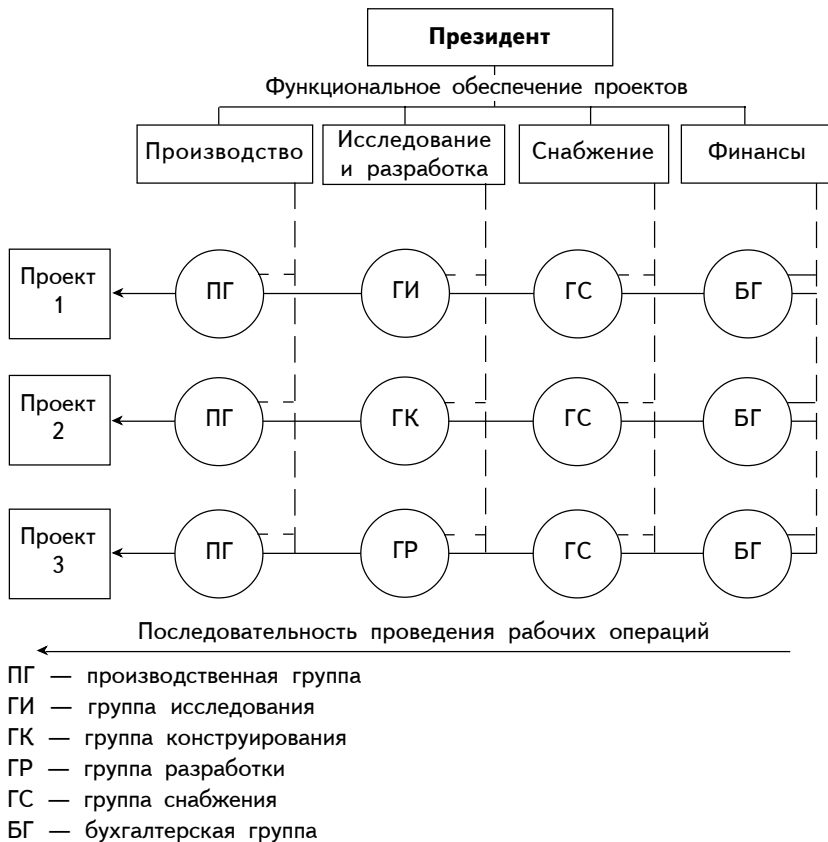 Президент
Функциональное обеспечение проектов
Производство
Исследование
и разработка
Снабжение
Финансы
Проект
1
ПГ
ГИ
ГС
БГ
Проект
2
ПГ
ГК
ГС
БГ
Проект
3
ПГ
ГР
ГС
БГ
Последовательность проведения рабочих операций
ПГ — производственная группа
ГИ — группа исследования
ГК — группа конструирования
ГР — группа разработки
ГС — группа снабжения
БГ — бухгалтерская группа